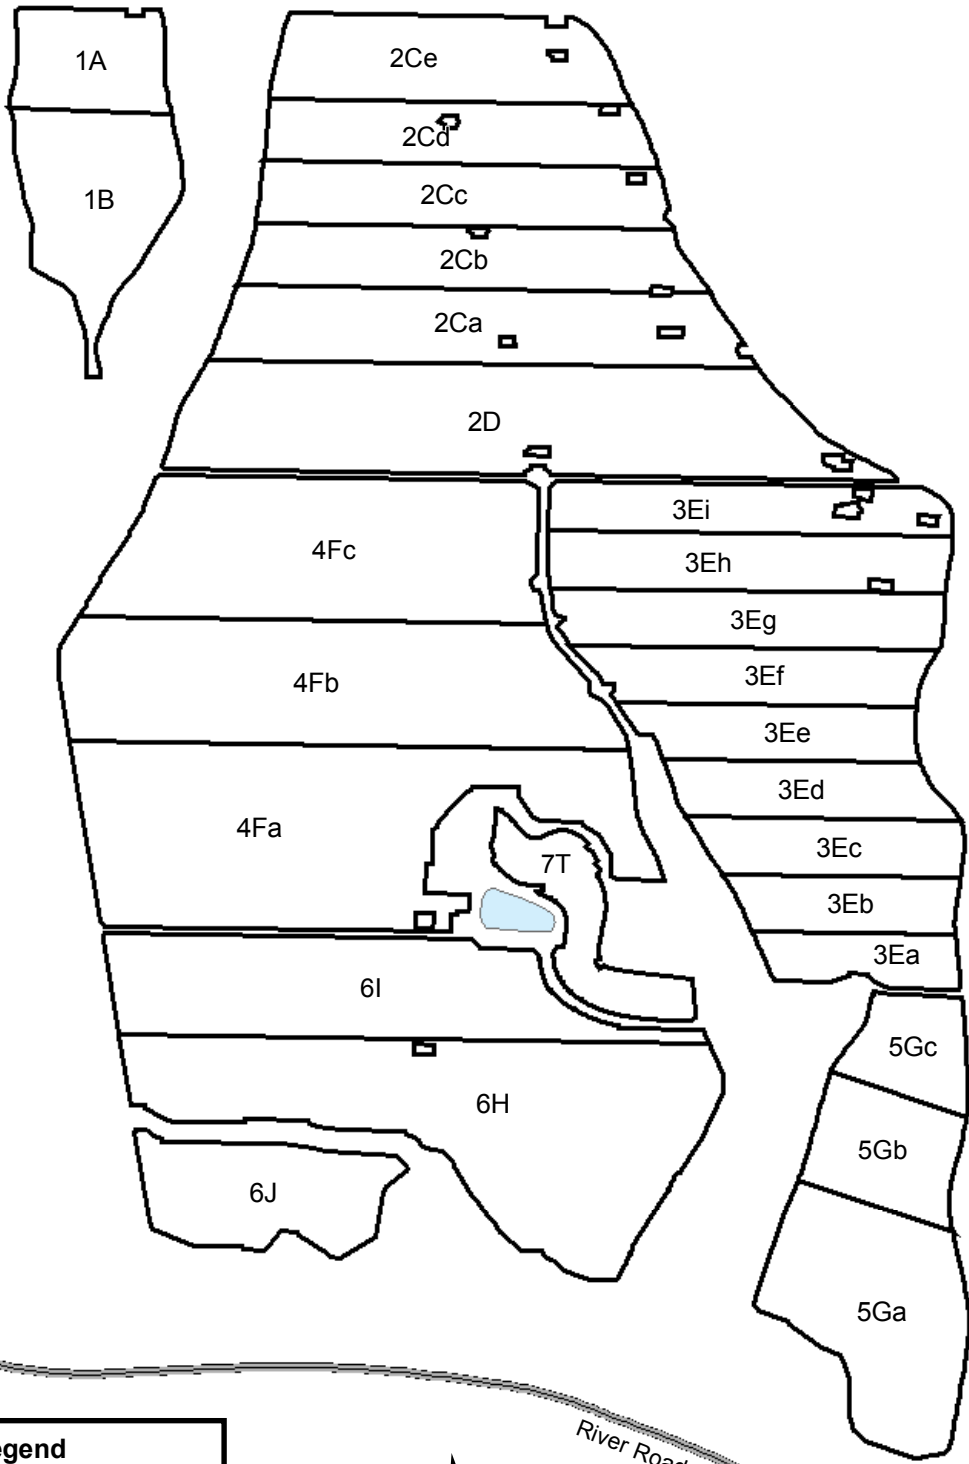 1A
1B
2Ce
2Cd
2Cc
2Cb
2Ca
2D
3Ei
3Eh
3Eg
3Ef
3Ee
3Ed
3Ec
3Eb
3Ea
4Fc
4Fb
4Fa
7T
6I
6H
6J
5Gc
5Gb
5Ga
River Road
egend